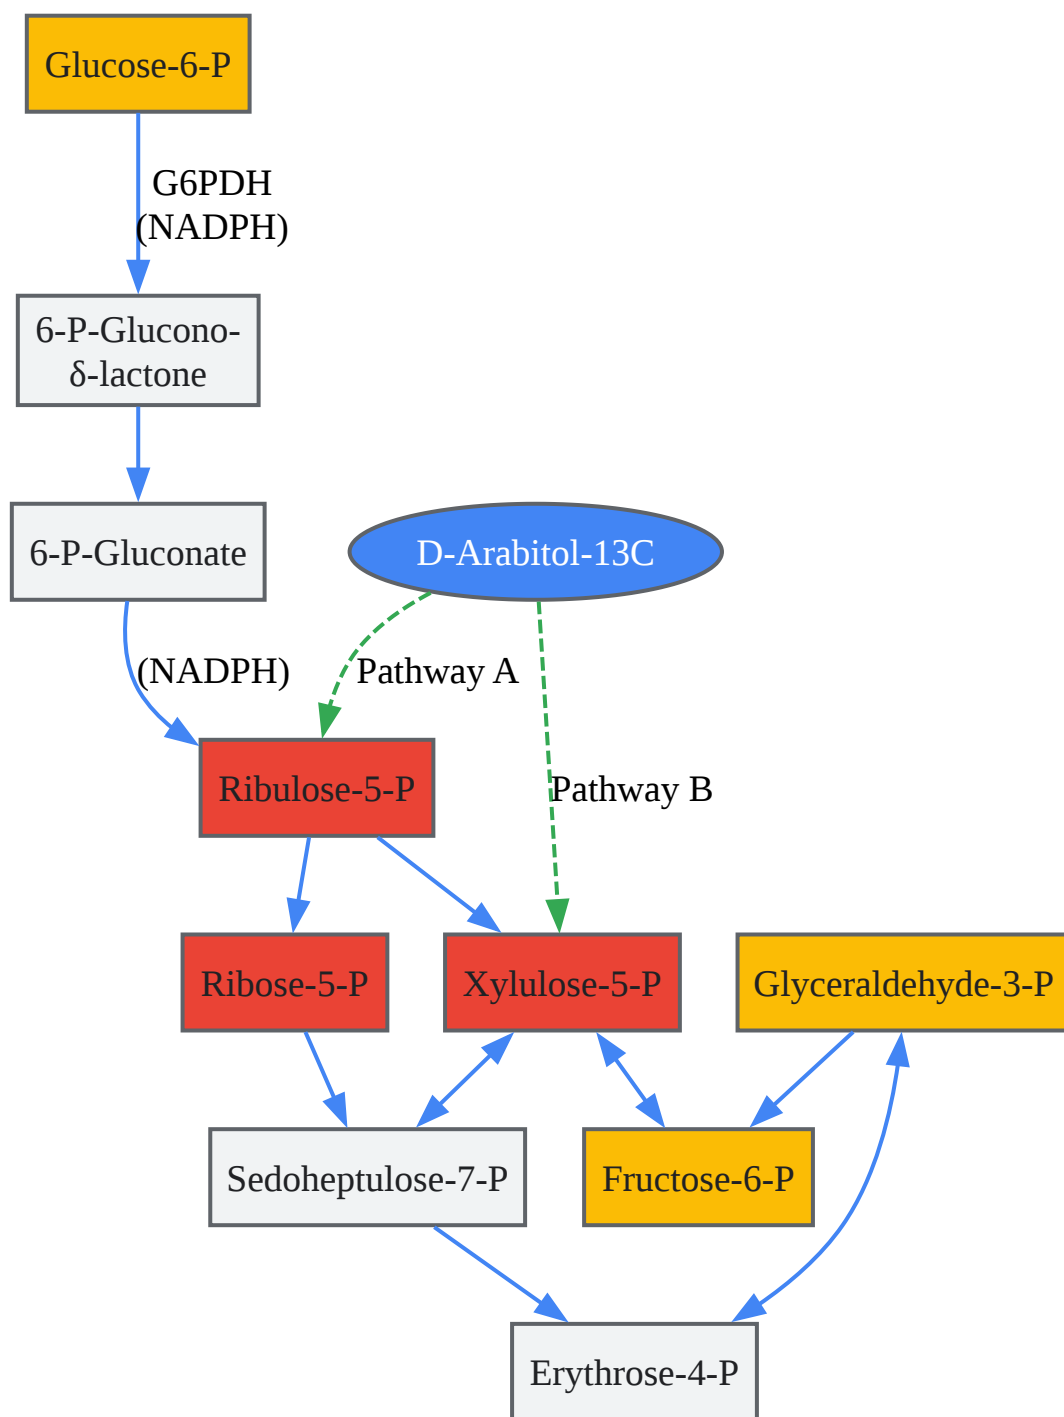 Glucose-6-P
G6PDH
(NADPH)
6-P-Glucono-
δ-lactone
6-P-Gluconate
D-Arabitol-13C
(NADPH)
Pathway A
Ribulose-5-P
Pathway B
Ribose-5-P
Xylulose-5-P
Glyceraldehyde-3-P
Sedoheptulose-7-P
Fructose-6-P
Erythrose-4-P